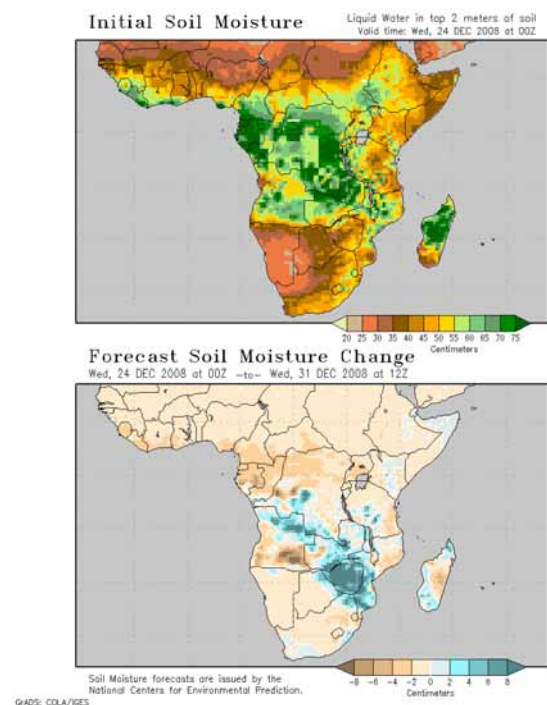 Initial Soil Moisture
Liquid Water in top 2 meters of soil
Valid time: Wed, 24 DEC 2008 at 00Z
20 25 30 35 40 45 50 55 60 65 70 75
Centimeters
Forecast Soil Moisture Change
Wed, 24 DEC 2008 at 00Z -to- Wed, 31 DEC 2008 at 12Z
-8 -6 -4 -2 0 2 4 6 8
Centimeters
Soil Moisture forecasts are issued by the
National Centers for Environmental Prediction.
GrADS: COLA/IGES